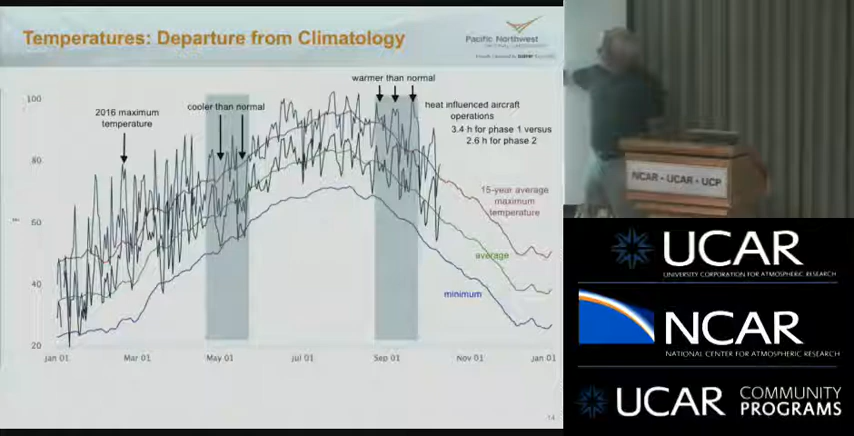 Temperatures: Departure from Climatology
Pacific Northwest
warmer than normal
cooler than normal
2016 maximum
temperature
heat influenced aircraft
operations
3.4 h for phase 1 versus
2.6 h for phase 2
15-year average
maximum
temperature
average
minimum
100
80
60
40
20
Jan 01
Mar 01
May 01
Jul 01
Sep 01
Nov 01
Jan 01
14
NCAR - UCAR - UCP
UCAR
UNIVERSITY CORPORATION FOR ATMOSPHERIC RESEARCH
NCAR
NATIONAL CENTER FOR ATMOSPHERIC RESEARCH
UCAR COMMUNITY
PROGRAMS